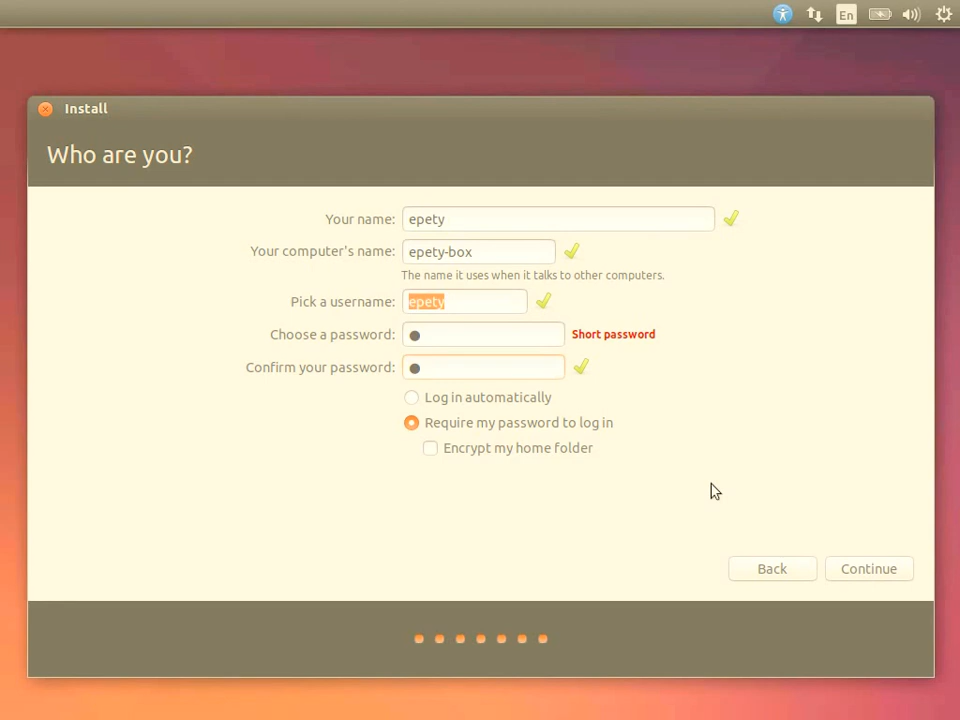 En
Install
Who are you?
Your name: epety
Your computer's name: epety-box
The name it uses when it talks to other computers.
Pick a username: epety
Choose a password: ● Short password
Confirm your password: ●
Log in automatically
Require my password to log in
Encrypt my home folder
Back Continue